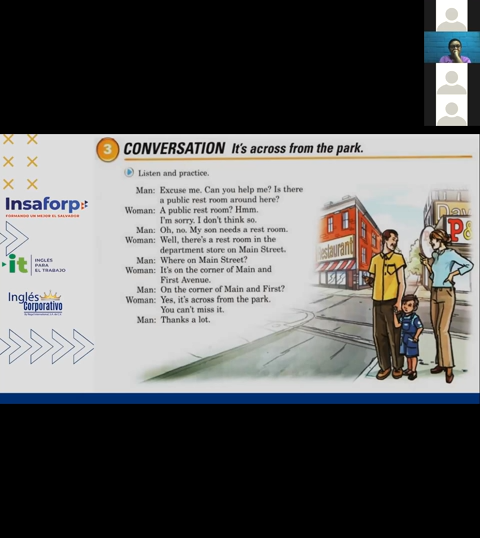 3 CONVERSATION It's across from the park.
Listen and practice.
Man: Excuse me. Can you help me? Is there
a public rest room around here?
Woman: A public rest room? Hmm.
I'm sorry. I don't think so.
Man: Oh, no. My son needs a rest room.
Woman: Well, there's a rest room in the
department store on Main Street.
Man: Where on Main Street?
Woman: It's on the corner of Main and
First Avenue.
Man: On the corner of Main and First?
Woman: Yes, it's across from the park.
You can't miss it.
Man: Thanks a lot.
Insaforp
FORMANDO UN MEJOR EL SALVADOR
it INGLÉS
PARA
EL TRABAJO
Inglés
Corporativo
Restaurant
P&